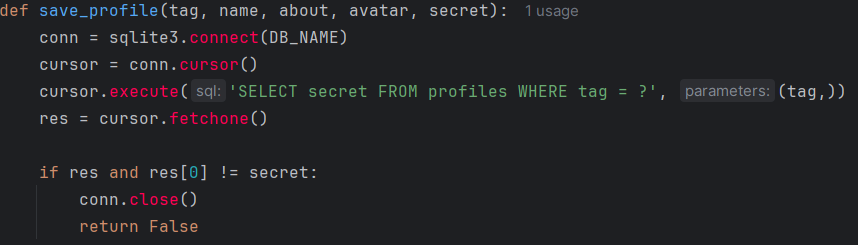 def save_profile(tag, name, about, avatar, secret): 1 usage
    conn = sqlite3.connect(DB_NAME)
    cursor = conn.cursor()
    cursor.execute(sql: 'SELECT secret FROM profiles WHERE tag = ?', parameters: (tag,))
    res = cursor.fetchone()

    if res and res[0] != secret:
        conn.close()
        return False